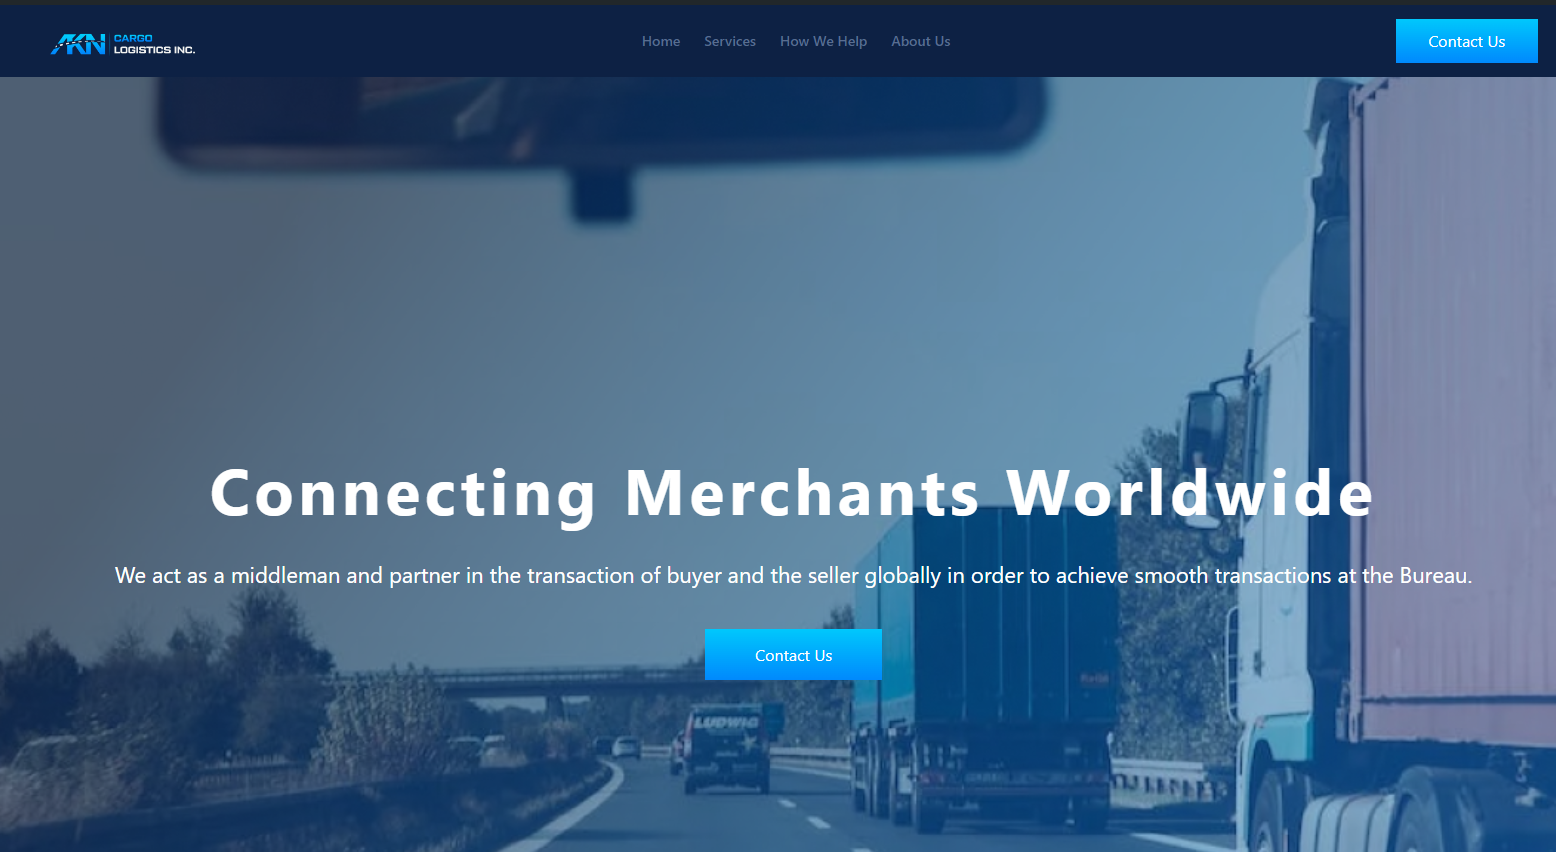 AKN CARGO
LOGISTICS INC.
Home Services How We Help About Us
Contact Us
Connecting Merchants Worldwide
We act as a middleman and partner in the transaction of buyer and the seller globally in order to achieve smooth transactions at the Bureau.
Contact Us
LUDWIG